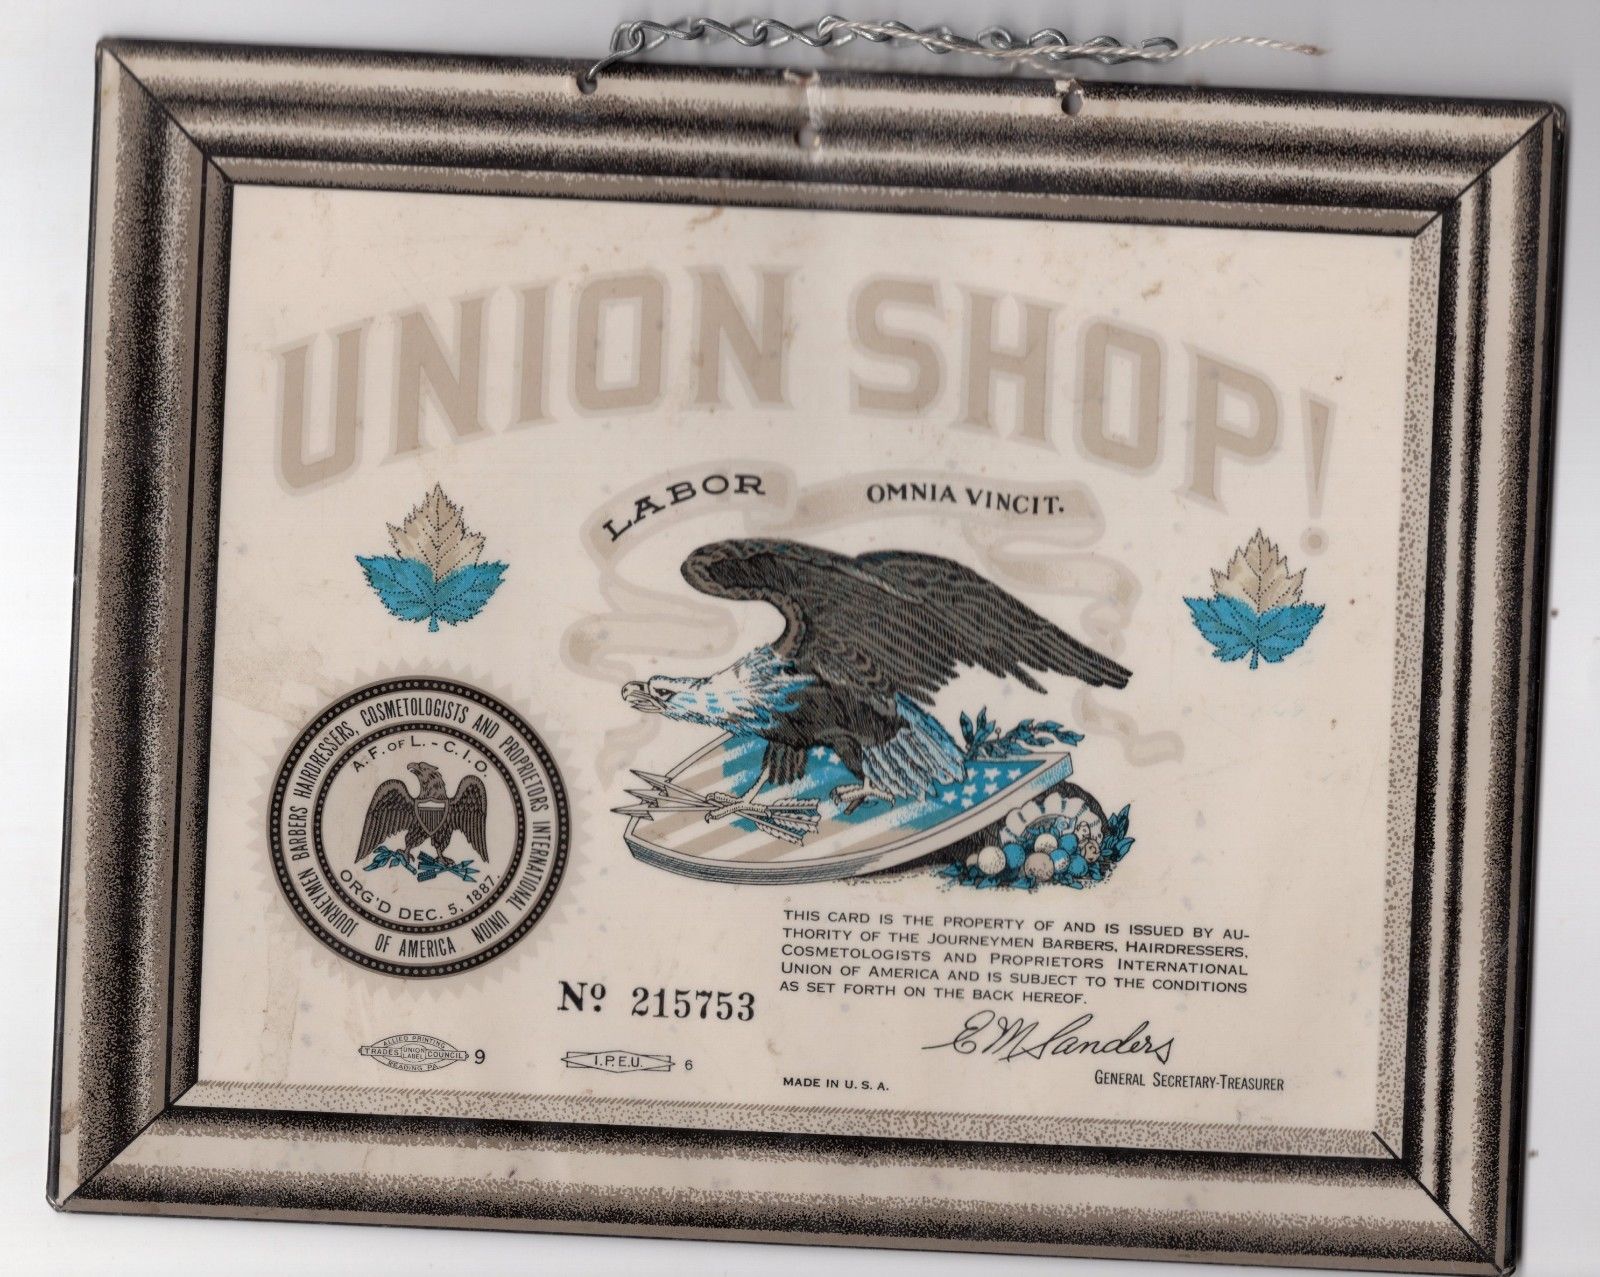 UNION SHOP!
LABOR OMNIA VINCIT.
JOURNEYMEN BARBERS HAIRDRESSERS, COSMETOLOGISTS AND PROPRIETORS INTERNATIONAL UNION
OF AMERICA
A.F. OF L. - C.I.O.
ORG'D DEC. 5, 1887.
THIS CARD IS THE PROPERTY OF AND IS ISSUED BY AU-
THORITY OF THE JOURNEYMEN BARBERS, HAIRDRESSERS,
COSMETOLOGISTS AND PROPRIETORS INTERNATIONAL
UNION OF AMERICA AND IS SUBJECT TO THE CONDITIONS
AS SET FORTH ON THE BACK HEREOF.
Nº 215753
E M Sanders
GENERAL SECRETARY-TREASURER
ALLIED PRINTING
TRADES UNION LABEL COUNCIL 9
READING PA.
I.P.E.U. 6
MADE IN U.S.A.